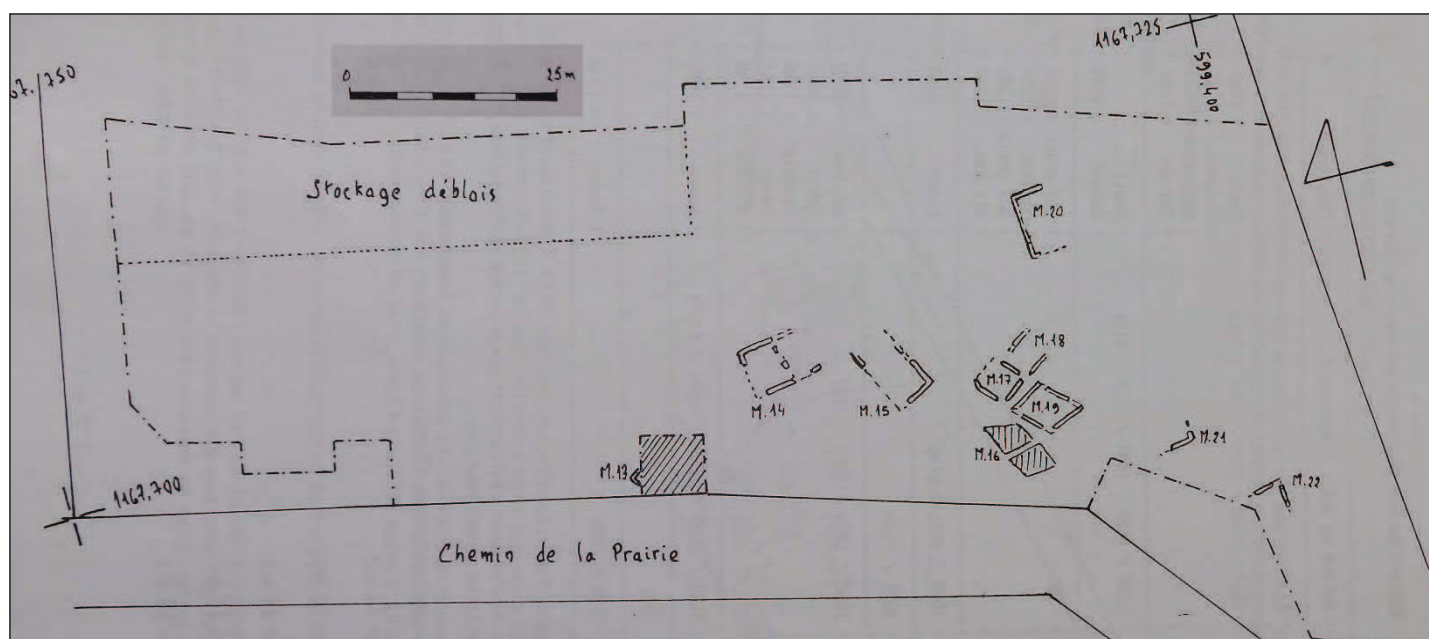 67.750
0 25m
1167,725
599,400
Stockage déblais
M.20
M.18
M.17
M.19
M.14
M.15
M.16
M.21
M.13
M.22
1167,700
Chemin de la Prairie